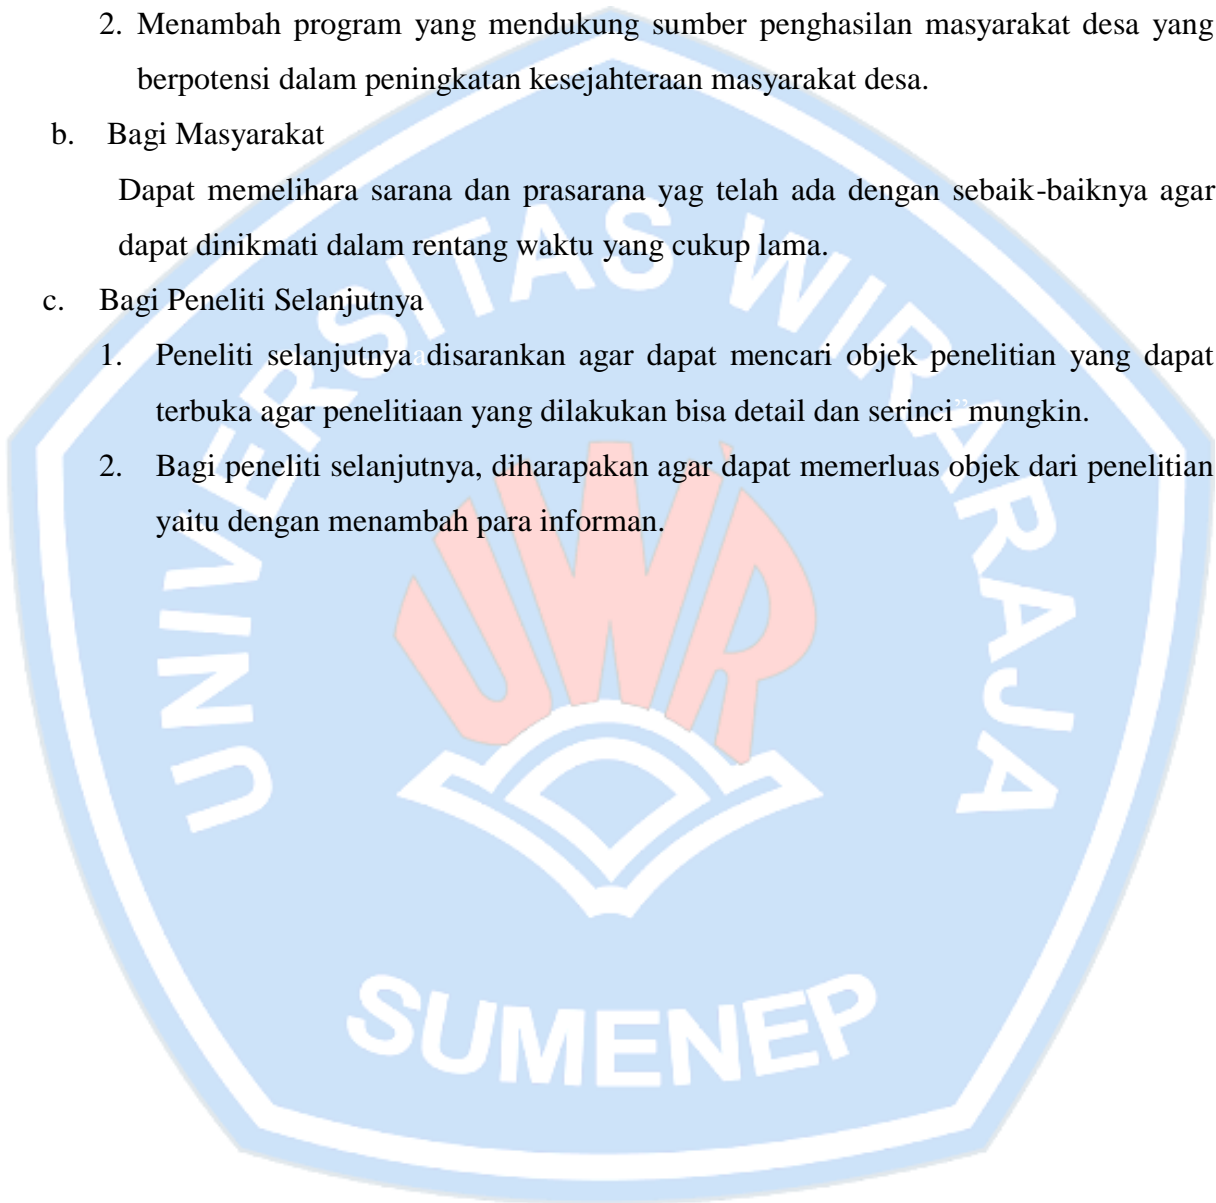 2. Menambah program yang mendukung sumber penghasilan masyarakat desa yang
berpotensi dalam peningkatan kesejahteraan masyarakat desa.
b. Bagi Masyarakat
Dapat memelihara sarana dan prasarana yag telah ada dengan sebaik-baiknya agar
dapat dinikmati dalam rentang waktu yang cukup lama.
c. Bagi Peneliti Selanjutnya
1. Peneliti selanjutnya a disarankan agar dapat mencari objek penelitian yang dapat
terbuka agar penelitiaan yang dilakukan bisa detail dan serinci ” mungkin.
2. Bagi peneliti selanjutnya, diharapakan agar dapat memerluas objek dari penelitian
yaitu dengan menambah para informan.
UNIVERSITAS WIRARAJA
UWR
SUMENEP